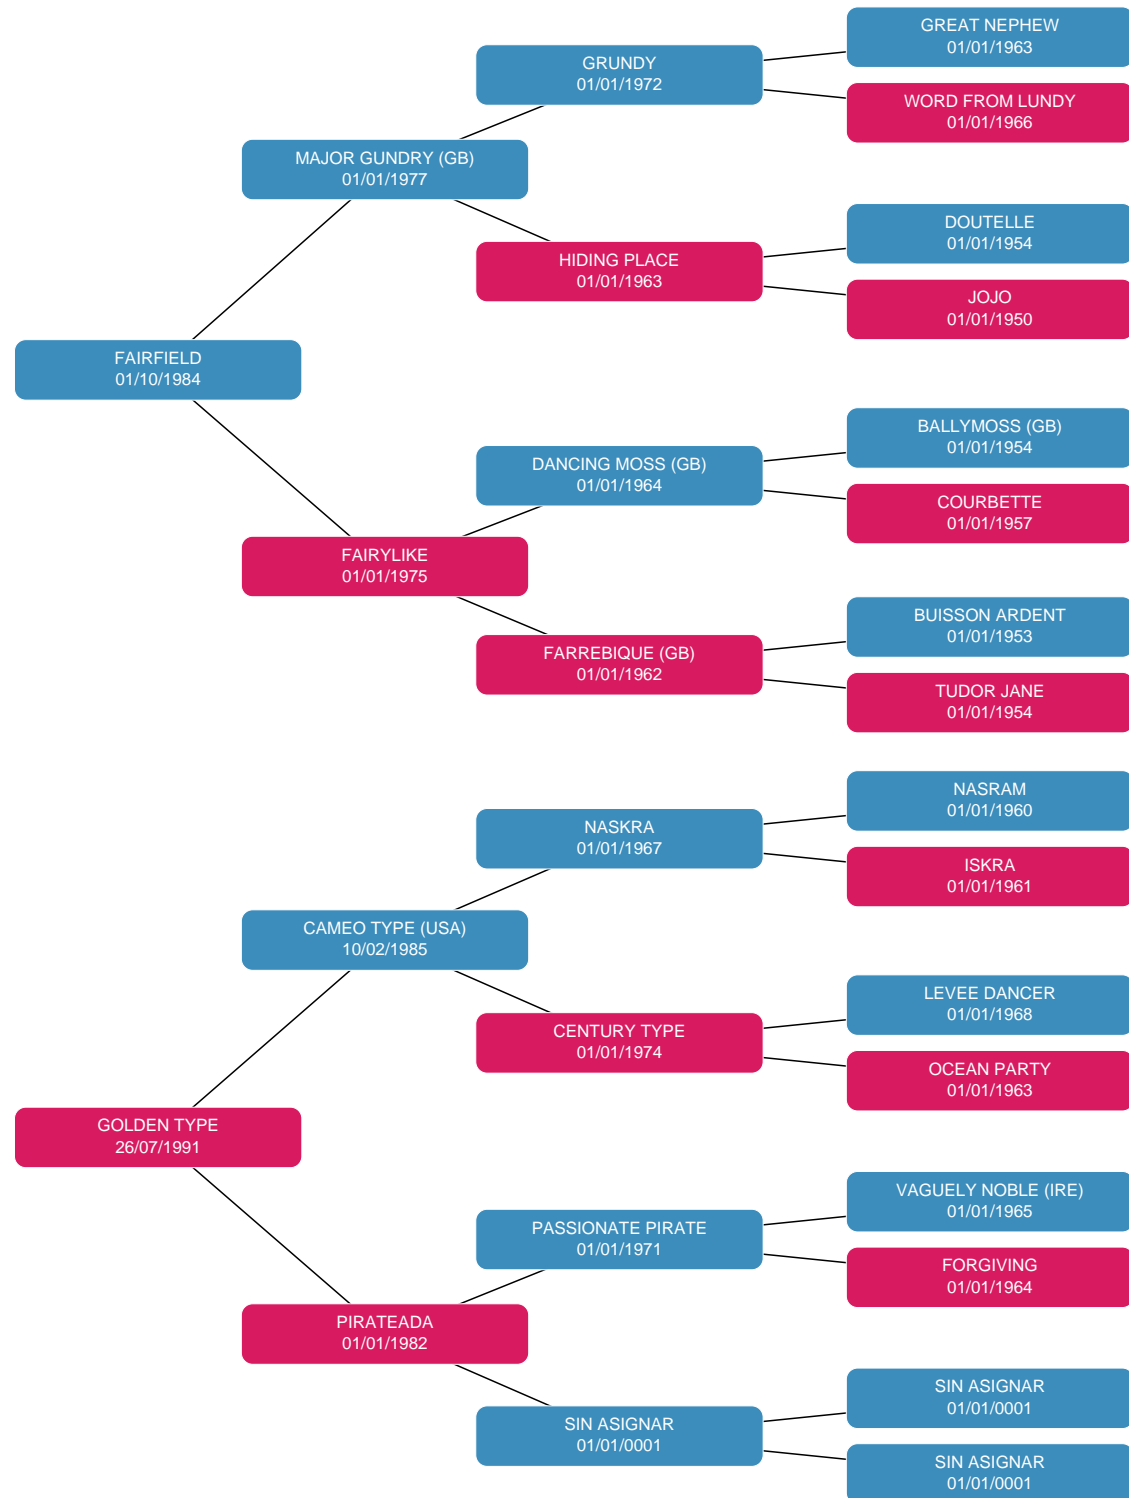 GREAT NEPHEW
01/01/1963
GRUNDY
01/01/1972
WORD FROM LUNDY
01/01/1966
MAJOR GUNDRY (GB)
01/01/1977
DOUTELLE
01/01/1954
HIDING PLACE
01/01/1963
JOJO
01/01/1950
FAIRFIELD
01/10/1984
BALLYMOSS (GB)
01/01/1954
DANCING MOSS (GB)
01/01/1964
COURBETTE
01/01/1957
FAIRYLIKE
01/01/1975
BUISSON ARDENT
01/01/1953
FARREBIQUE (GB)
01/01/1962
TUDOR JANE
01/01/1954
NASRAM
01/01/1960
NASKRA
01/01/1967
ISKRA
01/01/1961
CAMEO TYPE (USA)
10/02/1985
LEVEE DANCER
01/01/1968
CENTURY TYPE
01/01/1974
OCEAN PARTY
01/01/1963
GOLDEN TYPE
26/07/1991
VAGUELY NOBLE (IRE)
01/01/1965
PASSIONATE PIRATE
01/01/1971
FORGIVING
01/01/1964
PIRATEADA
01/01/1982
SIN ASIGNAR
01/01/0001
SIN ASIGNAR
01/01/0001
SIN ASIGNAR
01/01/0001